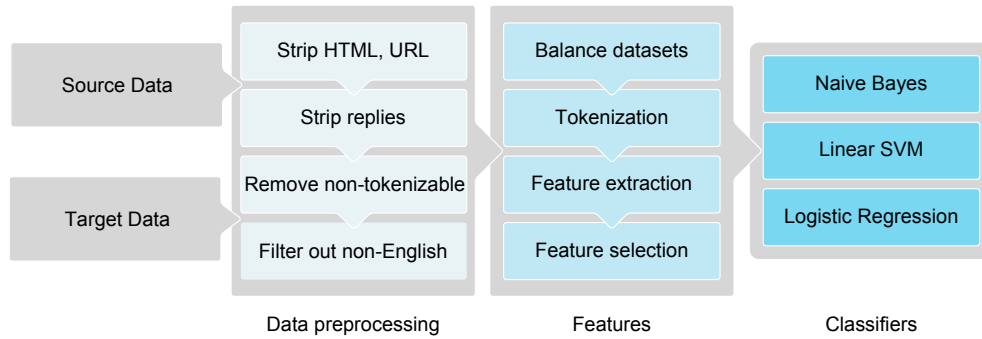 Source Data
Target Data
Strip HTML, URL
Strip replies
Remove non-tokenizable
Filter out non-English
Data preprocessing
Balance datasets
Tokenization
Feature extraction
Feature selection
Features
Naive Bayes
Linear SVM
Logistic Regression
Classifiers